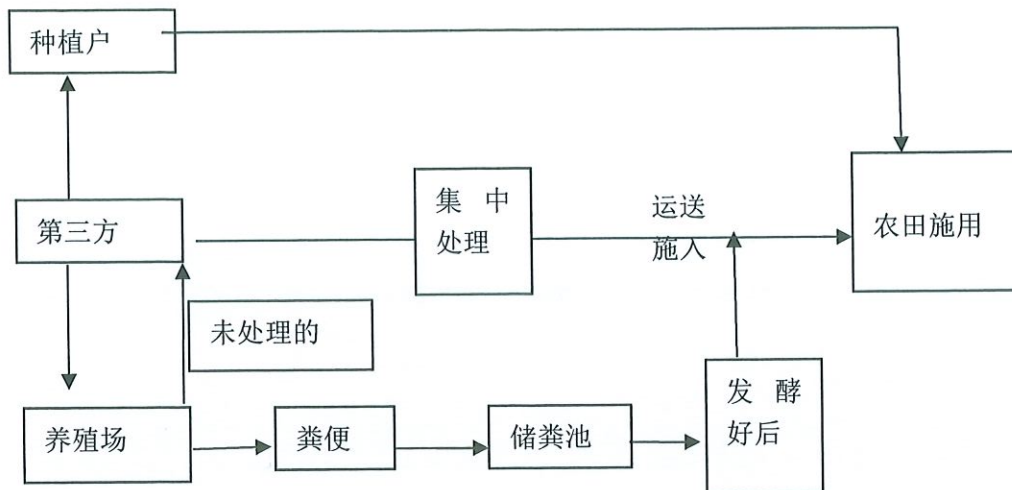 种植户
集 中
处理
运送
施入
第三方
农田施用
未处理的
养殖场
粪便
储粪池
发 酵
好后